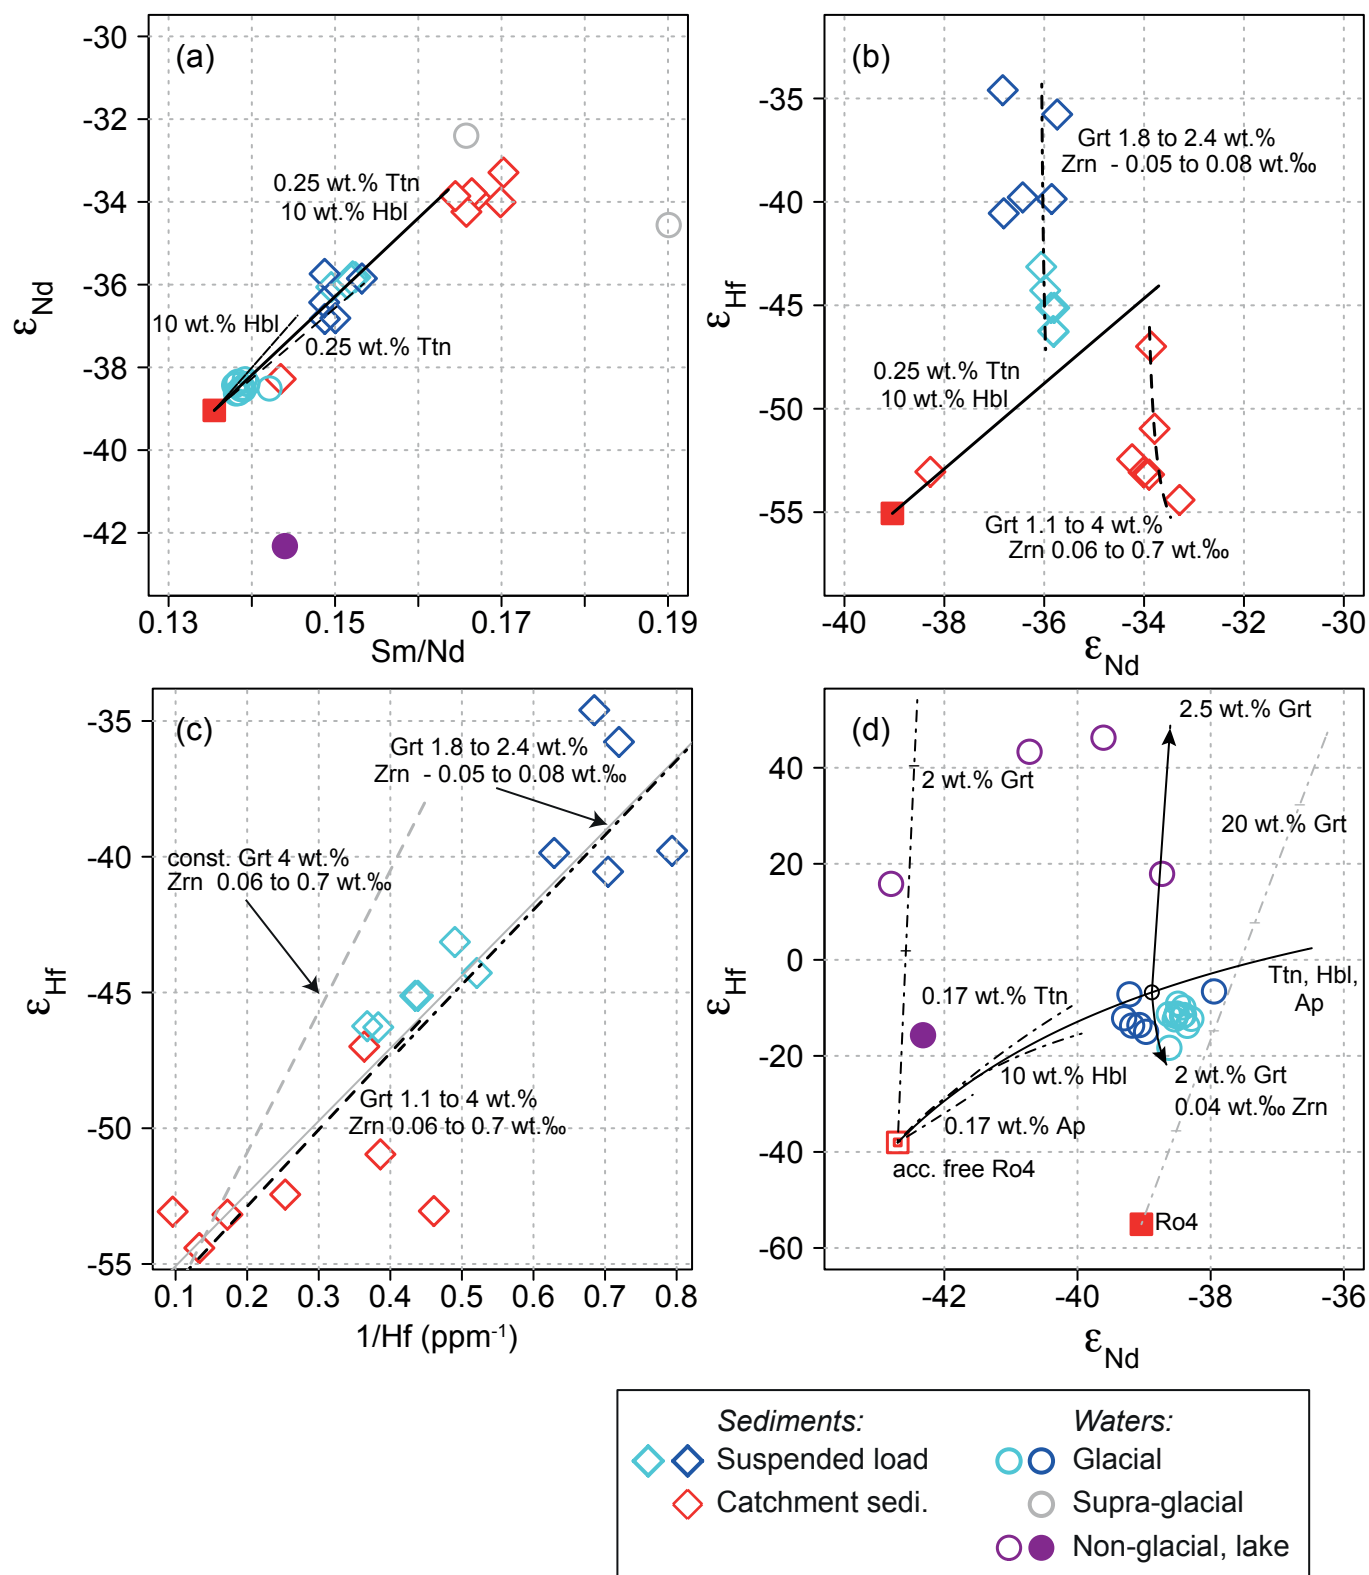 (a)
-30
-32
-34
-36
-38
-40
-42
εNd
0.25 wt.% Ttn
10 wt.% Hbl
10 wt.% Hbl
0.25 wt.% Ttn
0.13
0.15
0.17
0.19
Sm/Nd
(b)
-35
-40
-45
-50
-55
εHf
Grt 1.8 to 2.4 wt.%
Zrn - 0.05 to 0.08 wt.‰
0.25 wt.% Ttn
10 wt.% Hbl
Grt 1.1 to 4 wt.%
Zrn 0.06 to 0.7 wt.‰
-40
-38
-36
-34
-32
-30
εNd
(c)
-35
-40
-45
-50
-55
εHf
Grt 1.8 to 2.4 wt.%
Zrn - 0.05 to 0.08 wt.‰
const. Grt 4 wt.%
Zrn 0.06 to 0.7 wt.‰
Grt 1.1 to 4 wt.%
Zrn 0.06 to 0.7 wt.‰
0.1
0.2
0.3
0.4
0.5
0.6
0.7
0.8
1/Hf (ppm⁻¹)
(d)
40
20
0
-20
-40
-60
εHf
2.5 wt.% Grt
2 wt.% Grt
20 wt.% Grt
Ttn, Hbl,
Ap
0.17 wt.% Ttn
10 wt.% Hbl
2 wt.% Grt
0.04 wt.‰ Zrn
0.17 wt.% Ap
acc. free Ro4
Ro4
-42
-40
-38
-36
εNd
Sediments:
Suspended load
Catchment sedi.
Waters:
Glacial
Supra-glacial
Non-glacial, lake